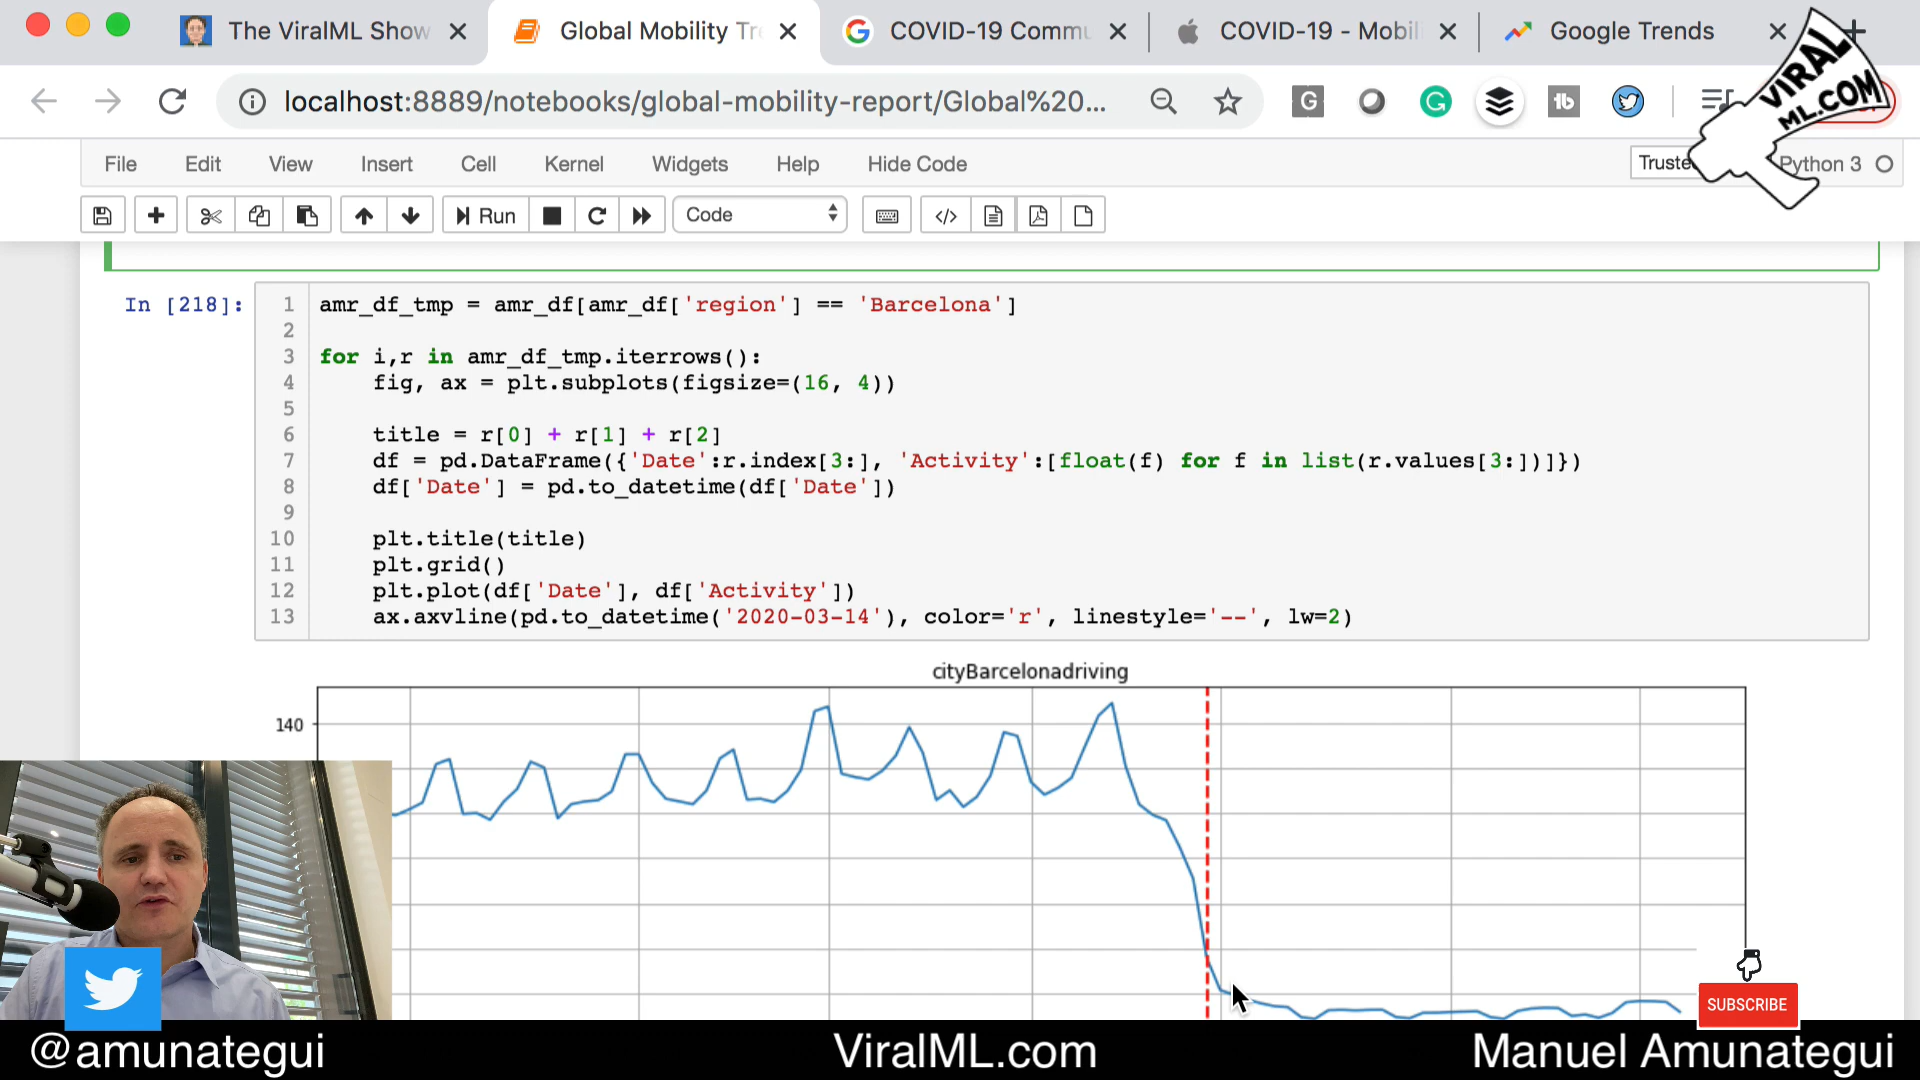 The ViralML Show
Global Mobility Tr
COVID-19 Commu
COVID-19 - Mobil
Google Trends
localhost:8889/notebooks/global-mobility-report/Global%20...
VIRAL
ML.COM
File Edit View Insert Cell Kernel Widgets Help Hide Code
Truste
Python 3
Run
Code
In [218]:
1 amr_df_tmp = amr_df[amr_df['region'] == 'Barcelona']
2
3 for i,r in amr_df_tmp.iterrows():
4 fig, ax = plt.subplots(figsize=(16, 4))
5
6 title = r[0] + r[1] + r[2]
7 df = pd.DataFrame({'Date':r.index[3:], 'Activity':[float(f) for f in list(r.values[3:])]})
8 df['Date'] = pd.to_datetime(df['Date'])
9
10 plt.title(title)
11 plt.grid()
12 plt.plot(df['Date'], df['Activity'])
13 ax.axvline(pd.to_datetime('2020-03-14'), color='r', linestyle='--', lw=2)
cityBarcelonadriving
140
SUBSCRIBE
@amunategui
ViralML.com
Manuel Amunategui